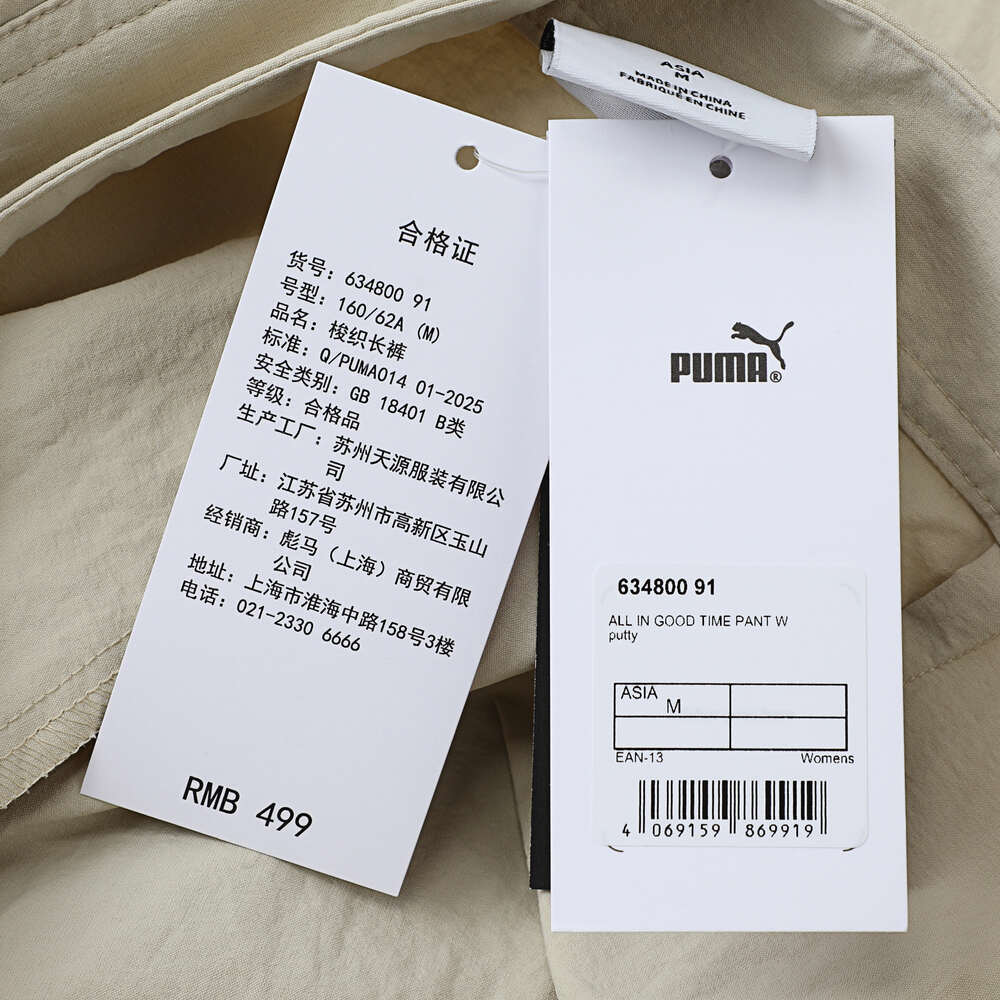 ASIA
M
MADE IN CHINA
FABRIQUÉ EN CHINE
合格证
货号: 634800 91
号型: 160/62A (M)
品名: 梭织长裤
标准: Q/PUMA014 01-2025
安全类别: GB 18401 B类
等级: 合格品
生产工厂: 苏州天源服装有限公
司
厂址: 江苏省苏州市高新区玉山
路157号
经销商: 彪马（上海）商贸有限
公司
地址: 上海市淮海中路158号3楼
电话: 021-2330 6666
RMB 499
PUMA®
634800 91
ALL IN GOOD TIME PANT W
putty
ASIA
M
EAN-13 Womens
4 069159 869919